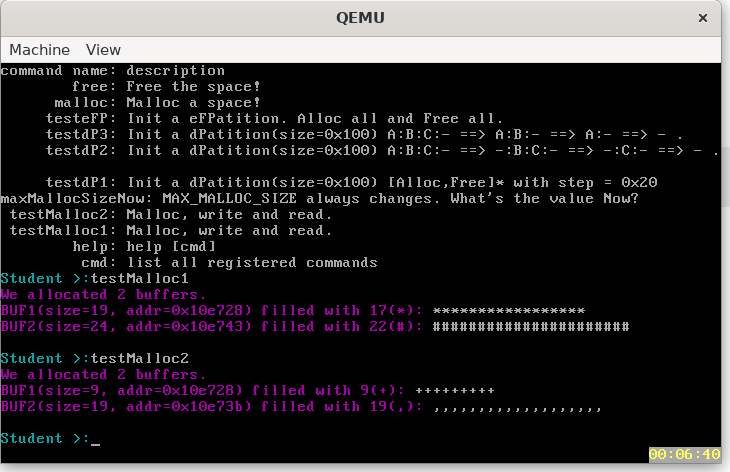 QEMU
Machine View
command name: description
free: Free the space!
malloc: Malloc a space!
testeFP: Init a eFPatition. Alloc all and Free all.
testdP3: Init a dPatition(size=0x100) A:B:C:- ==> A:B:- ==> A:- ==> - .
testdP2: Init a dPatition(size=0x100) A:B:C:- ==> -:B:C:- ==> -:C:- ==> - .
testdP1: Init a dPatition(size=0x100) [Alloc,Free]* with step = 0x20
maxMallocSizeNow: MAX_MALLOC_SIZE always changes. What's the value Now?
testMalloc2: Malloc, write and read.
testMalloc1: Malloc, write and read.
help: help [cmd]
cmd: list all registered commands
Student >:testMalloc1
We allocated 2 buffers.
BUF1(size=19, addr=0x10e728) filled with 17(*): *****************
BUF2(size=24, addr=0x10e743) filled with 22(#): ######################
Student >:testMalloc2
We allocated 2 buffers.
BUF1(size=9, addr=0x10e728) filled with 9(+): +++++++++
BUF2(size=19, addr=0x10e73b) filled with 19(,): ,,,,,,,,,,,,,,,,,,,
Student >:_
00:06:40